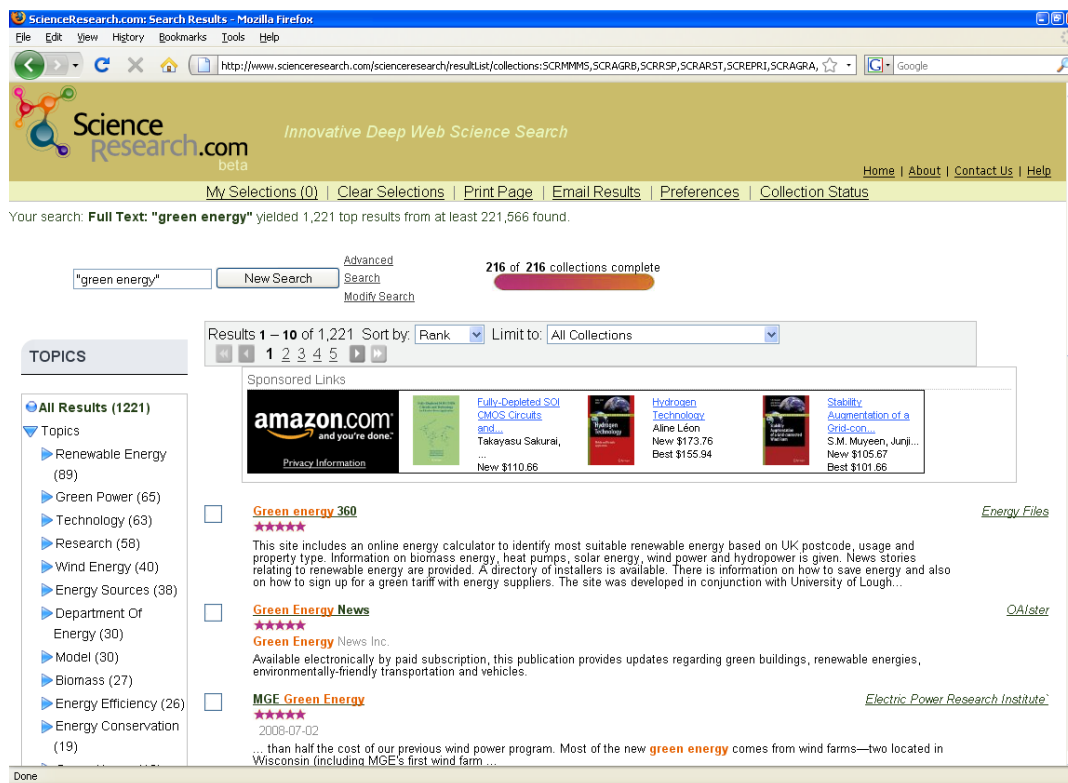 ScienceResearch.com: Search Results - Mozilla Firefox
File Edit View History Bookmarks Tools Help
http://www.scienceresearch.com/scienceresearch/resultList/collections:SCRMMMS,SCRAGRB,SCRRSP,SCRARST,SCREPRI,SCRAGRA,
Google
Science
Research.com
beta
Innovative Deep Web Science Search
Home | About | Contact Us | Help
My Selections (0) | Clear Selections | Print Page | Email Results | Preferences | Collection Status
Your search: Full Text: "green energy" yielded 1,221 top results from at least 221,566 found.
"green energy"
New Search
Advanced
Search
Modify Search
216 of 216 collections complete
Results 1 – 10 of 1,221 Sort by: Rank Limit to: All Collections
1 2 3 4 5
TOPICS
All Results (1221)
Topics
Renewable Energy
(89)
Green Power (65)
Technology (63)
Research (58)
Wind Energy (40)
Energy Sources (38)
Department Of
Energy (30)
Model (30)
Biomass (27)
Energy Efficiency (26)
Energy Conservation
(19)
Sponsored Links
amazon.com
and you're done.
Privacy Information
Fully-Depleted SOI
CMOS Circuits
and...
Takayasu Sakurai,
...
New $110.66
Hydrogen
Technology
Aline Léon
New $173.76
Best $155.94
Stability
Augmentation of a
Grid-con...
S.M. Muyeen, Junji...
New $105.67
Best $101.66
Green energy 360
Energy Files
This site includes an online energy calculator to identify most suitable renewable energy based on UK postcode, usage and
property type. Information on biomass energy, heat pumps, solar energy, wind power and hydropower is given. News stories
relating to renewable energy are provided. A directory of installers is available. There is information on how to save energy and also
on how to sign up for a green tariff with energy suppliers. The site was developed in conjunction with University of Lough...
Green Energy News
OAIster
Green Energy News Inc.
Available electronically by paid subscription, this publication provides updates regarding green buildings, renewable energies,
environmentally-friendly transportation and vehicles.
MGE Green Energy
Electric Power Research Institute`
2008-07-02
... than half the cost of our previous wind power program. Most of the new green energy comes from wind farms—two located in
Wisconsin (including MGE's first wind farm ...
Done